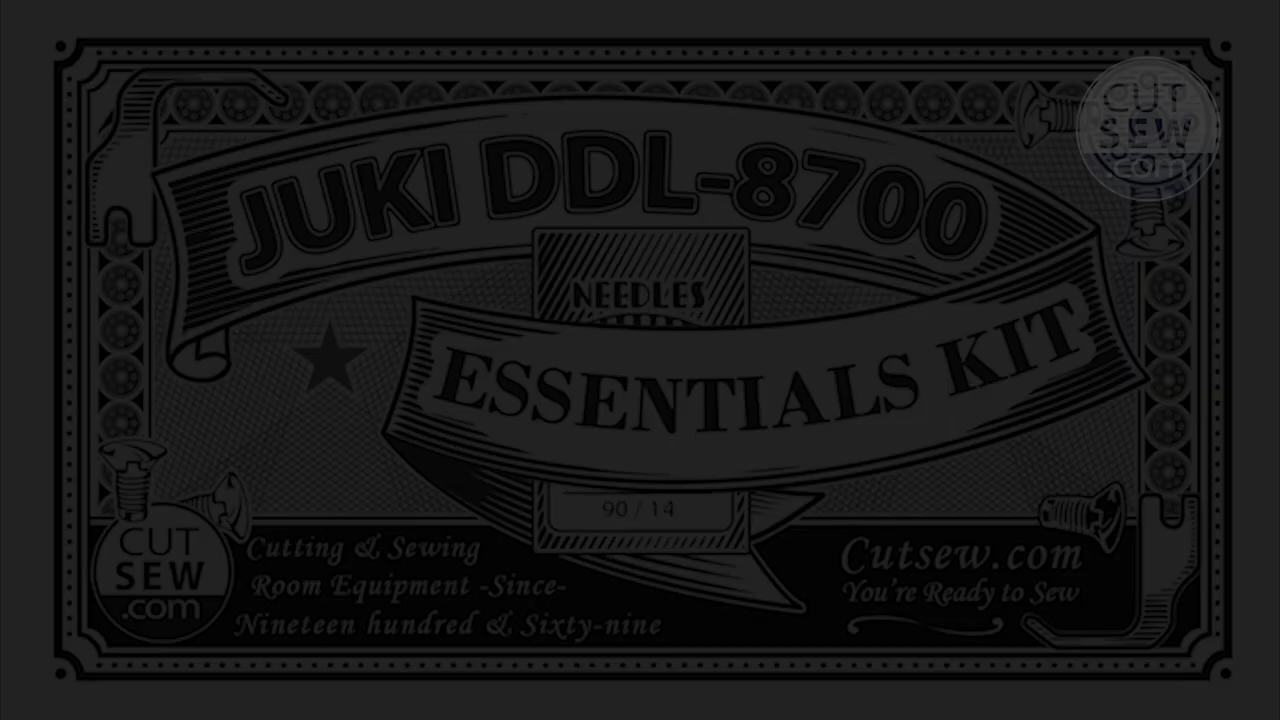 CUT
SEW
.com
JUKI DDL-8700
NEEDLES
ESSENTIALS KIT
90 / 14
CUT
SEW
.com
Cutting & Sewing
Room Equipment -Since-
Nineteen hundred & Sixty-nine
Cutsew.com
You're Ready to Sew